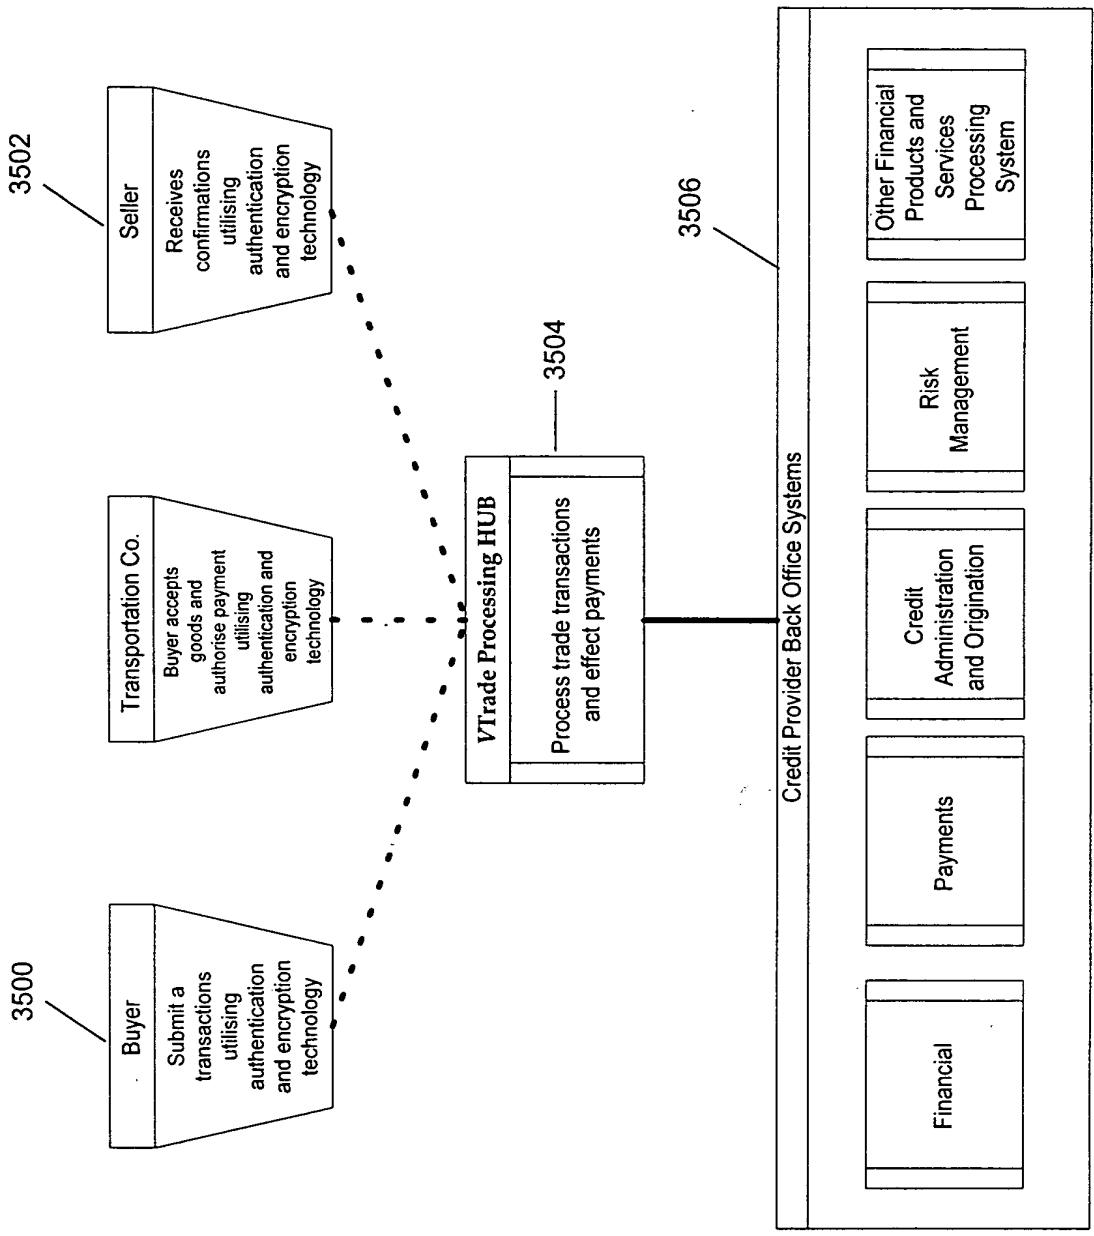 3500
Buyer
Submit a
transactions
utilising
authentication
and encryption
technology
Transportation Co.
Buyer accepts
goods and
authorise payment
utilising
authentication and
encryption
technology
3502
Seller
Receives
confirmations
utilising
authentication
and encryption
technology
VTrade Processing HUB
3504
Process trade transactions
and effect payments
3506
Credit Provider Back Office Systems
Financial
Payments
Credit
Administration
and Origination
Risk
Management
Other Financial
Products and
Services
Processing
System